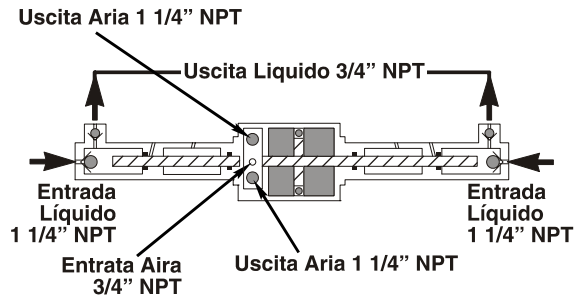 Uscita Aria 1 1/4” NPT
Uscita Liquido 3/4” NPT
Entrada
Líquido
1 1/4” NPT
Entrada
Líquido
1 1/4” NPT
Entrata Aira
3/4” NPT
Uscita Aria 1 1/4” NPT